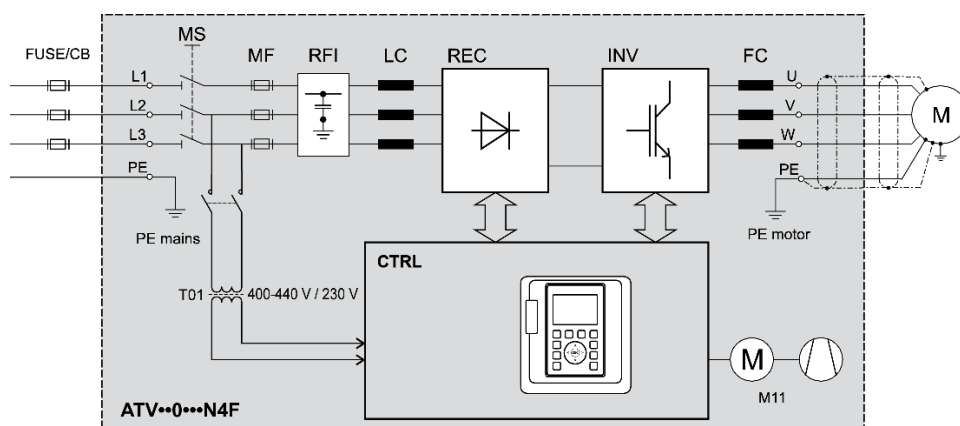 MS
FUSE/CB
MF
RFI
LC
REC
INV
FC
L1
U
L2
V
M
L3
W
PE
PE
PE mains
PE motor
CTRL
T01
400-440 V / 230 V
M
M11
ATV••0•••N4F